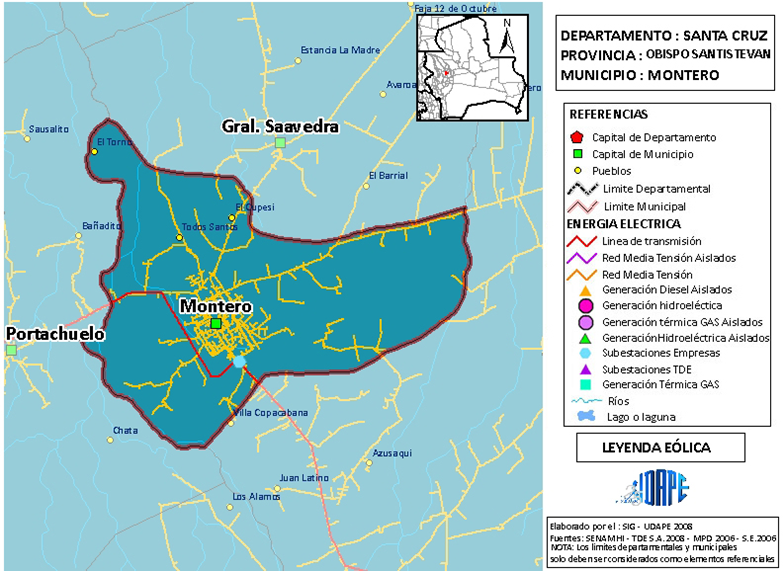 Faja 12 de Octubre
Estancia La Madre
Avaroa
ero
Sausalito
Gral. Saavedra
El Torno
El Barrial
El Cupesi
Bañadito
Todos Santos
Montero
Portachuelo
Villa Copacabana
Chata
Azusaqui
Juan Latino
Los Alamos
N
DEPARTAMENTO : SANTA CRUZ
PROVINCIA : OBISPO SANTISTEVAN
MUNICIPIO : MONTERO
REFERENCIAS
Capital de Departamento
Capital de Municipio
Pueblos
Limite Departamental
Limite Municipal
ENERGIA ELECTRICA
Linea de transmisión
Red Media Tensión Aislados
Red Media Tensión
Generación Diesel Aislados
Generación hidroeléctica
Generación térmica GAS Aislados
Generación Hidroeléctrica Aislados
Subestaciones Empresas
Subestaciones TDE
Generación Térmica GAS
Ríos
Lago o laguna
LEYENDA EÓLICA
UDAPE
Elaborado por el : SIG - UDAPE 2008
Fuentes: SENAMHI - TDE S.A. 2008 - MPD 2006 - S.E.2006
NOTA: Los limites departamentales y municipales
solo deben ser considerados como elementos referenciales